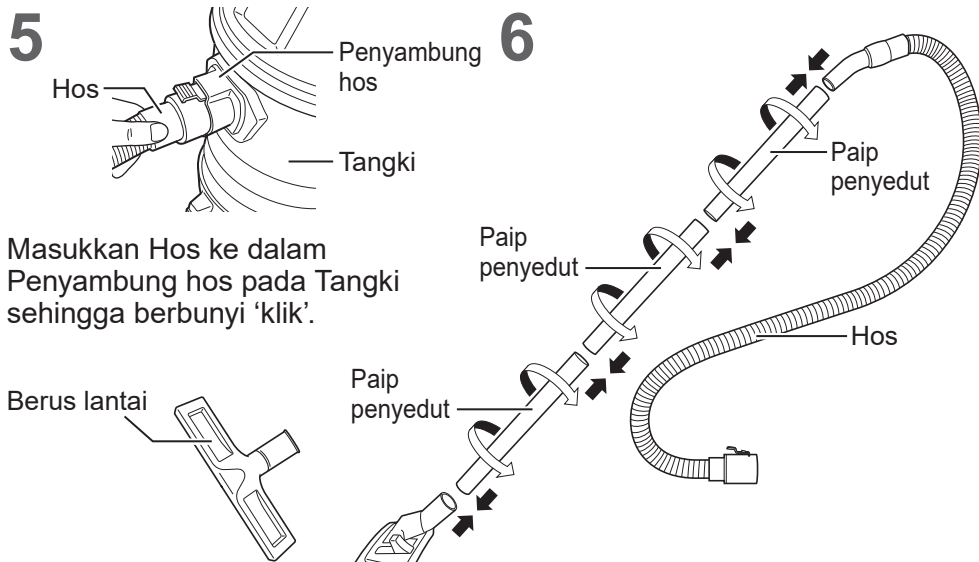 5
Hos
Penyambung
hos
Tangki
Masukkan Hos ke dalam
Penyambung hos pada Tangki
sehingga berbunyi ‘klik’.
Berus lantai
6
Paip
penyedut
Paip
penyedut
Paip
penyedut
Hos